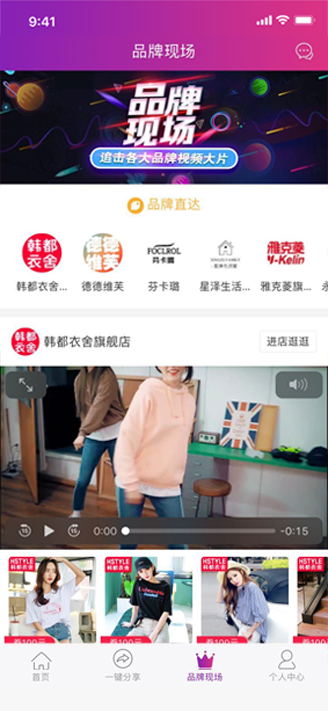 9:41
品牌现场
品牌
现场
追击各大品牌视频大片
品牌直达
韩都
衣舍
德德
维芙
FOCLROL
芬卡璐
雅克菱
Y-Kelin
韩都衣舍...
德德维芙
芬卡璐
星泽生活...
雅克菱旗...
韩都
衣舍
韩都衣舍旗舰店
进店逛逛
15
15
0:00
-0:15
HSTYLE
韩都衣舍
HSTYLE
韩都衣舍
HSTYLE
韩都衣舍
HSTYLE
韩都衣舍
首页
一键分享
品牌现场
个人中心